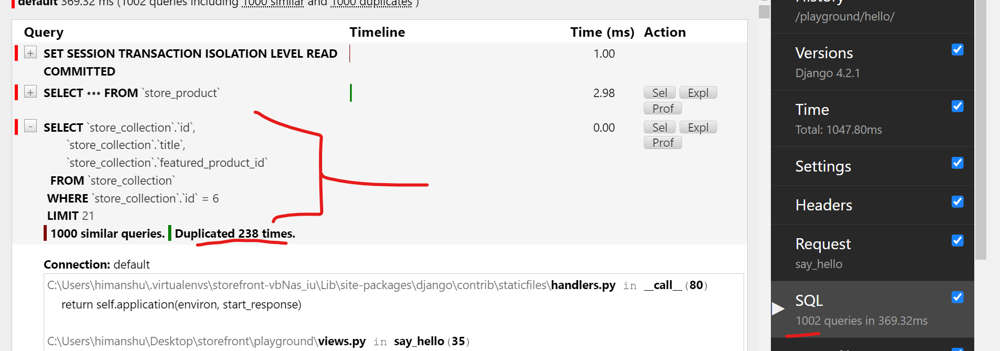 default 369.32 ms (1002 queries including 1000 similar and 1000 duplicates )
Query Timeline Time (ms) Action
+ SET SESSION TRANSACTION ISOLATION LEVEL READ 1.00
COMMITTED
+ SELECT ••• FROM `store_product` 2.98 Sel Expl
Prof
- SELECT `store_collection`.`id`, 0.00 Sel Expl
`store_collection`.`title`, Prof
`store_collection`.`featured_product_id`
FROM `store_collection`
WHERE `store_collection`.`id` = 6
LIMIT 21
1000 similar queries. Duplicated 238 times.
Connection: default
C:\Users\himanshu\.virtualenvs\storefront-vbNas_iu\Lib\site-packages\django\contrib\staticfiles\handlers.py in __call__(80)
return self.application(environ, start_response)
C:\Users\himanshu\Desktop\storefront\playground\views.py in say_hello(35)
History
/playground/hello/
Versions
Django 4.2.1
Time
Total: 1047.80ms
Settings
Headers
Request
say_hello
SQL
1002 queries in 369.32ms